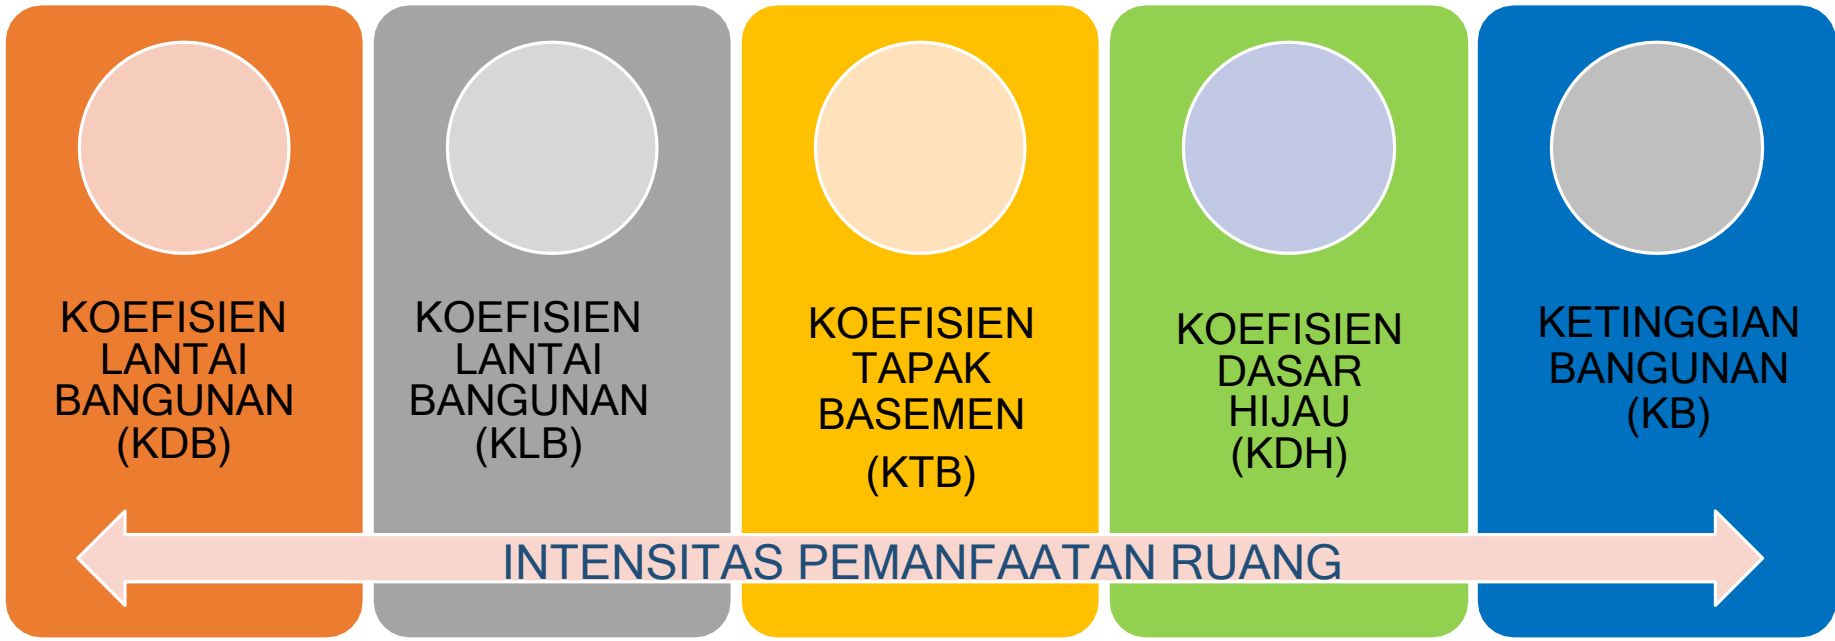 KOEFISIEN
LANTAI
BANGUNAN
(KDB)
KOEFISIEN
LANTAI
BANGUNAN
(KLB)
KOEFISIEN
TAPAK
BASEMEN
(KTB)
KOEFISIEN
DASAR
HIJAU
(KDH)
KETINGGIAN
BANGUNAN
(KB)
INTENSITAS PEMANFAATAN RUANG